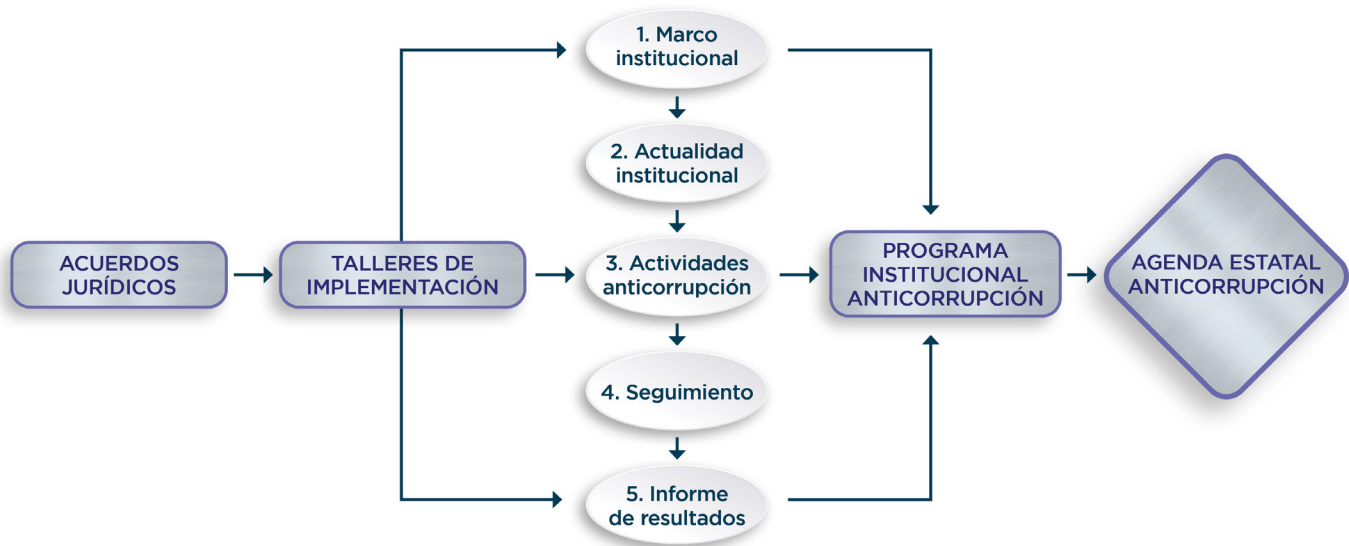 ACUERDOS
JURÍDICOS
TALLERES DE
IMPLEMENTACIÓN
1. Marco
institucional
2. Actualidad
institucional
3. Actividades
anticorrupción
4. Seguimiento
5. Informe
de resultados
PROGRAMA
INSTITUCIONAL
ANTICORRUPCIÓN
AGENDA ESTATAL
ANTICORRUPCIÓN